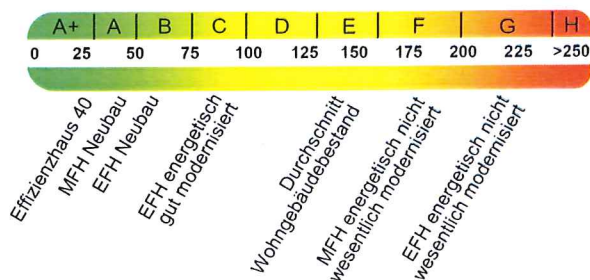 A+ A B C D E F G H
0 25 50 75 100 125 150 175 200 225 >250
Effizienzhaus 40
MFH Neubau
EFH Neubau
EFH energetisch
gut modernisiert
Durchschnitt
Wohngebäudebestand
MFH energetisch nicht
wesentlich modernisiert
EFH energetisch nicht
wesentlich modernisiert